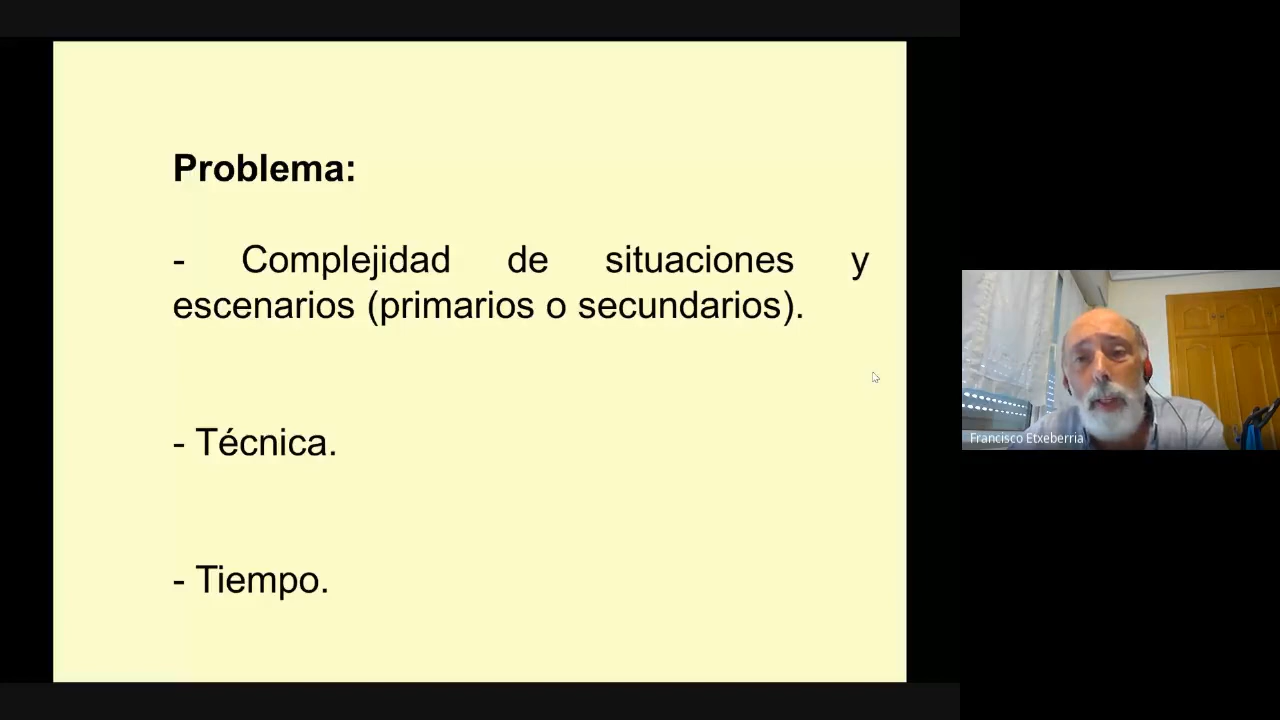 Problema:
- Complejidad de situaciones y
escenarios (primarios o secundarios).
- Técnica.
- Tiempo.
Francisco Etxeberria